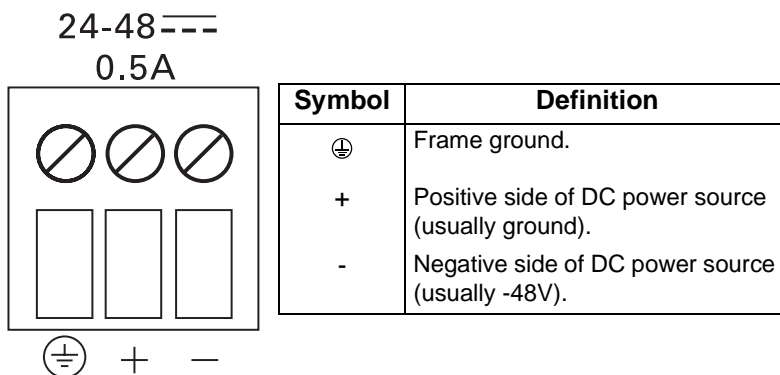 24-48⎓
0.5A
⏚ + −
Symbol Definition
⏚ Frame ground.
+ Positive side of DC power source
(usually ground).
- Negative side of DC power source
(usually -48V).